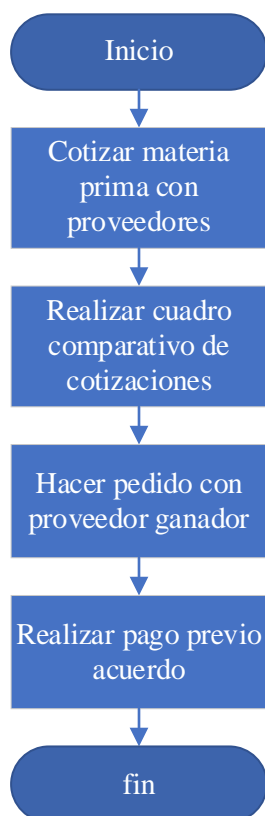 Inicio
Cotizar materia
prima con
proveedores
Realizar cuadro
comparativo de
cotizaciones
Hacer pedido con
proveedor ganador
Realizar pago previo
acuerdo
fin